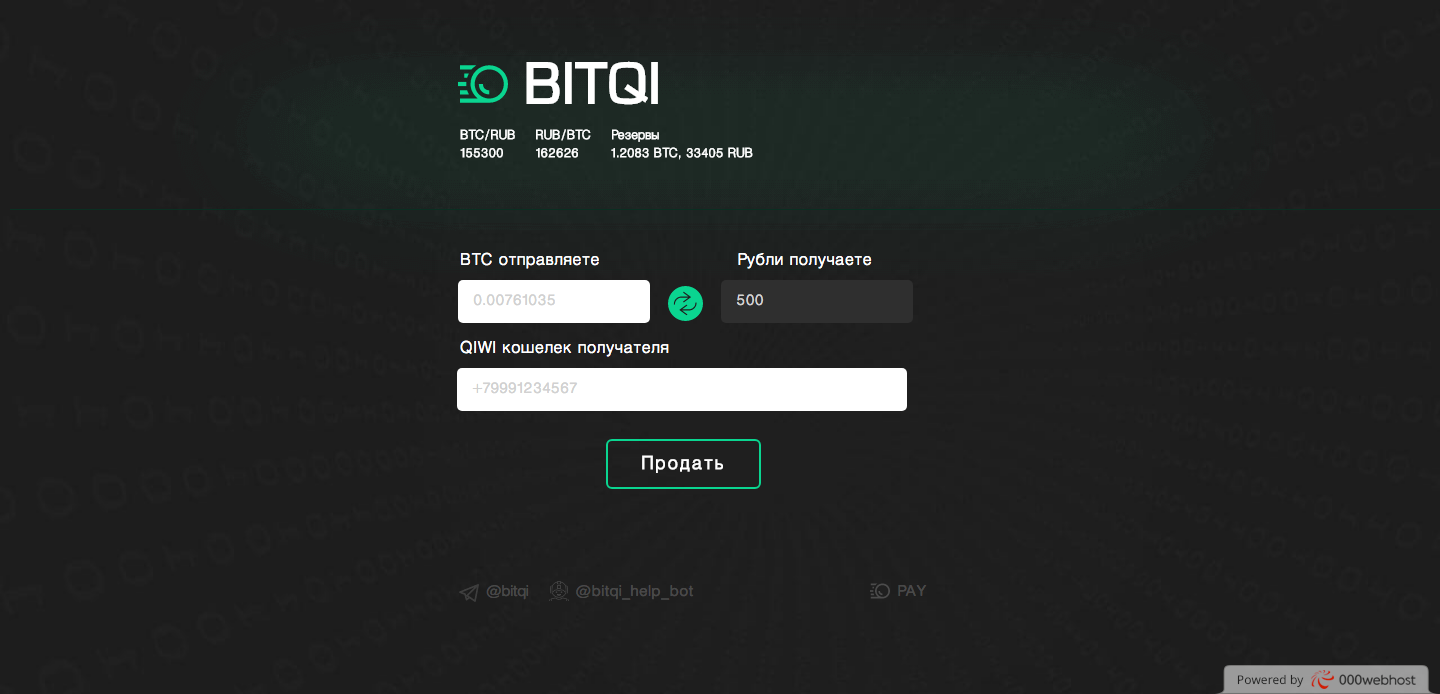 BITQI
BTC/RUB RUB/BTC Резервы
155300 162626 1.2083 BTC, 33405 RUB
BTC отправляете Рубли получаете
0.00761035 500
QIWI кошелек получателя
+79991234567
Продать
@bitqi @bitqi_help_bot PAY
Powered by 000webhost